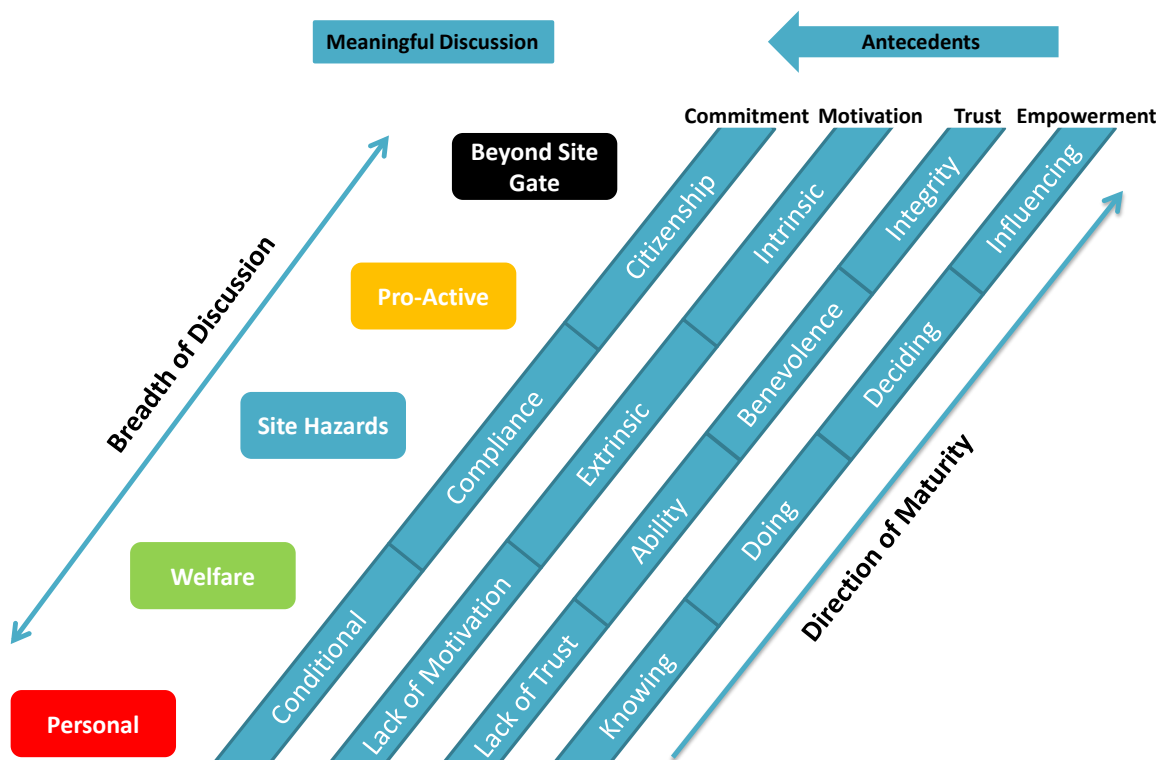 Meaningful Discussion
Antecedents
Commitment
Motivation
Trust
Empowerment
Beyond Site
Gate
Pro-Active
Site Hazards
Welfare
Personal
Breadth of Discussion
Citizenship
Compliance
Conditional
Intrinsic
Extrinsic
Lack of Motivation
Integrity
Benevolence
Ability
Lack of Trust
Influencing
Deciding
Doing
Knowing
Direction of Maturity